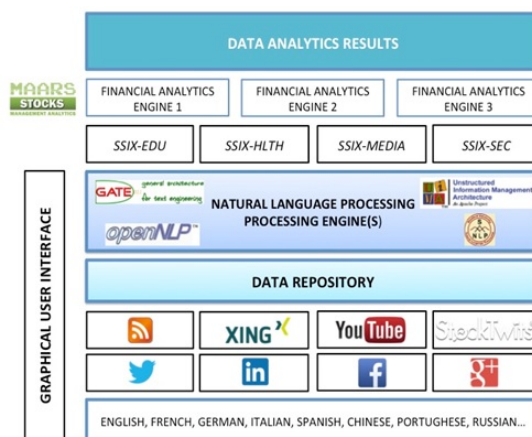 DATA ANALYTICS RESULTS
MAARS
STOCKS
MANAGEMENT ANALYTICS
FINANCIAL ANALYTICS
ENGINE 1
FINANCIAL ANALYTICS
ENGINE 2
FINANCIAL ANALYTICS
ENGINE 3
SSIX-EDU
SSIX-HLTH
SSIX-MEDIA
SSIX-SEC
GRAPHICAL USER INTERFACE
GATE
general architecture
for text engineering
NATURAL LANGUAGE PROCESSING
PROCESSING ENGINE(S)
Unstructured
Information Management
Architecture
openNLP
NLP
DATA REPOSITORY
XING
YouTube
StockTwits
in
f
g+
ENGLISH, FRENCH, GERMAN, ITALIAN, SPANISH, CHINESE, PORTUGHESE, RUSSIAN...